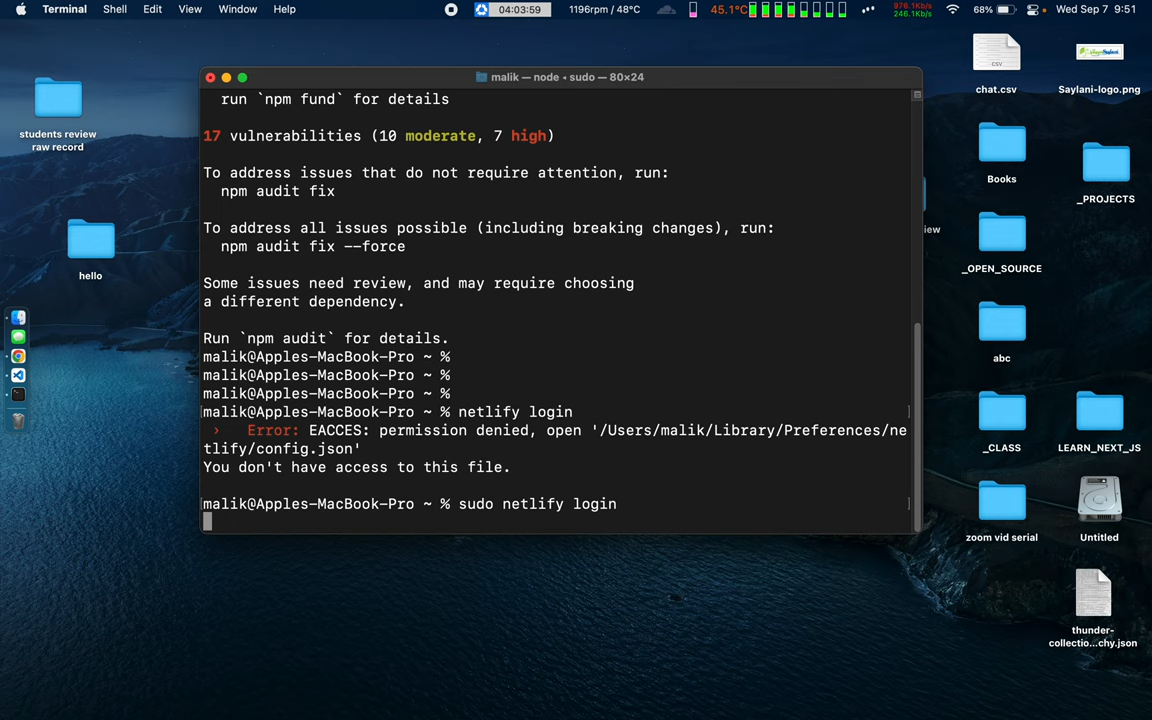 Terminal Shell Edit View Window Help 04:03:59 1196rpm / 48°C 45.1°C 976.1Kb/s 246.1Kb/s 68% Wed Sep 7 9:51
malik — node ◂ sudo — 80×24
run `npm fund` for details
17 vulnerabilities (10 moderate, 7 high)
To address issues that do not require attention, run:
npm audit fix
To address all issues possible (including breaking changes), run:
npm audit fix --force
Some issues need review, and may require choosing
a different dependency.
Run `npm audit` for details.
malik@Apples-MacBook-Pro ~ %
malik@Apples-MacBook-Pro ~ %
malik@Apples-MacBook-Pro ~ %
malik@Apples-MacBook-Pro ~ % netlify login
› Error: EACCES: permission denied, open '/Users/malik/Library/Preferences/ne
tlify/config.json'
You don't have access to this file.
malik@Apples-MacBook-Pro ~ % sudo netlify login
students review
raw record
hello
CSV
chat.csv
Saylani-logo.png
Books
_PROJECTS
iew
_OPEN_SOURCE
abc
_CLASS
LEARN_NEXT_JS
zoom vid serial
Untitled
thunder-
collectio...chy.json